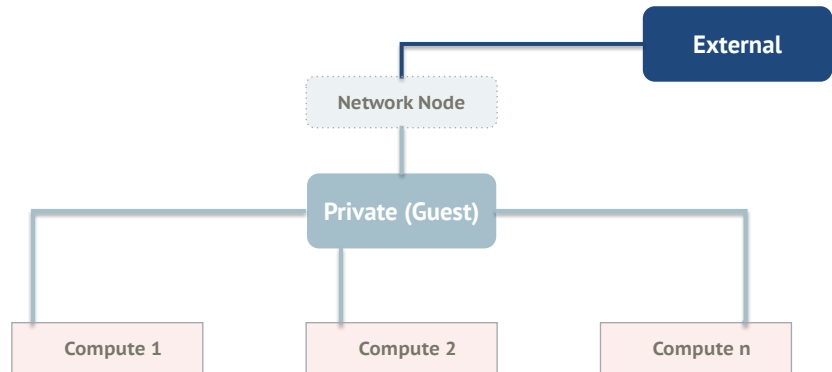 External
Network Node
Private (Guest)
Compute 1
Compute 2
Compute n